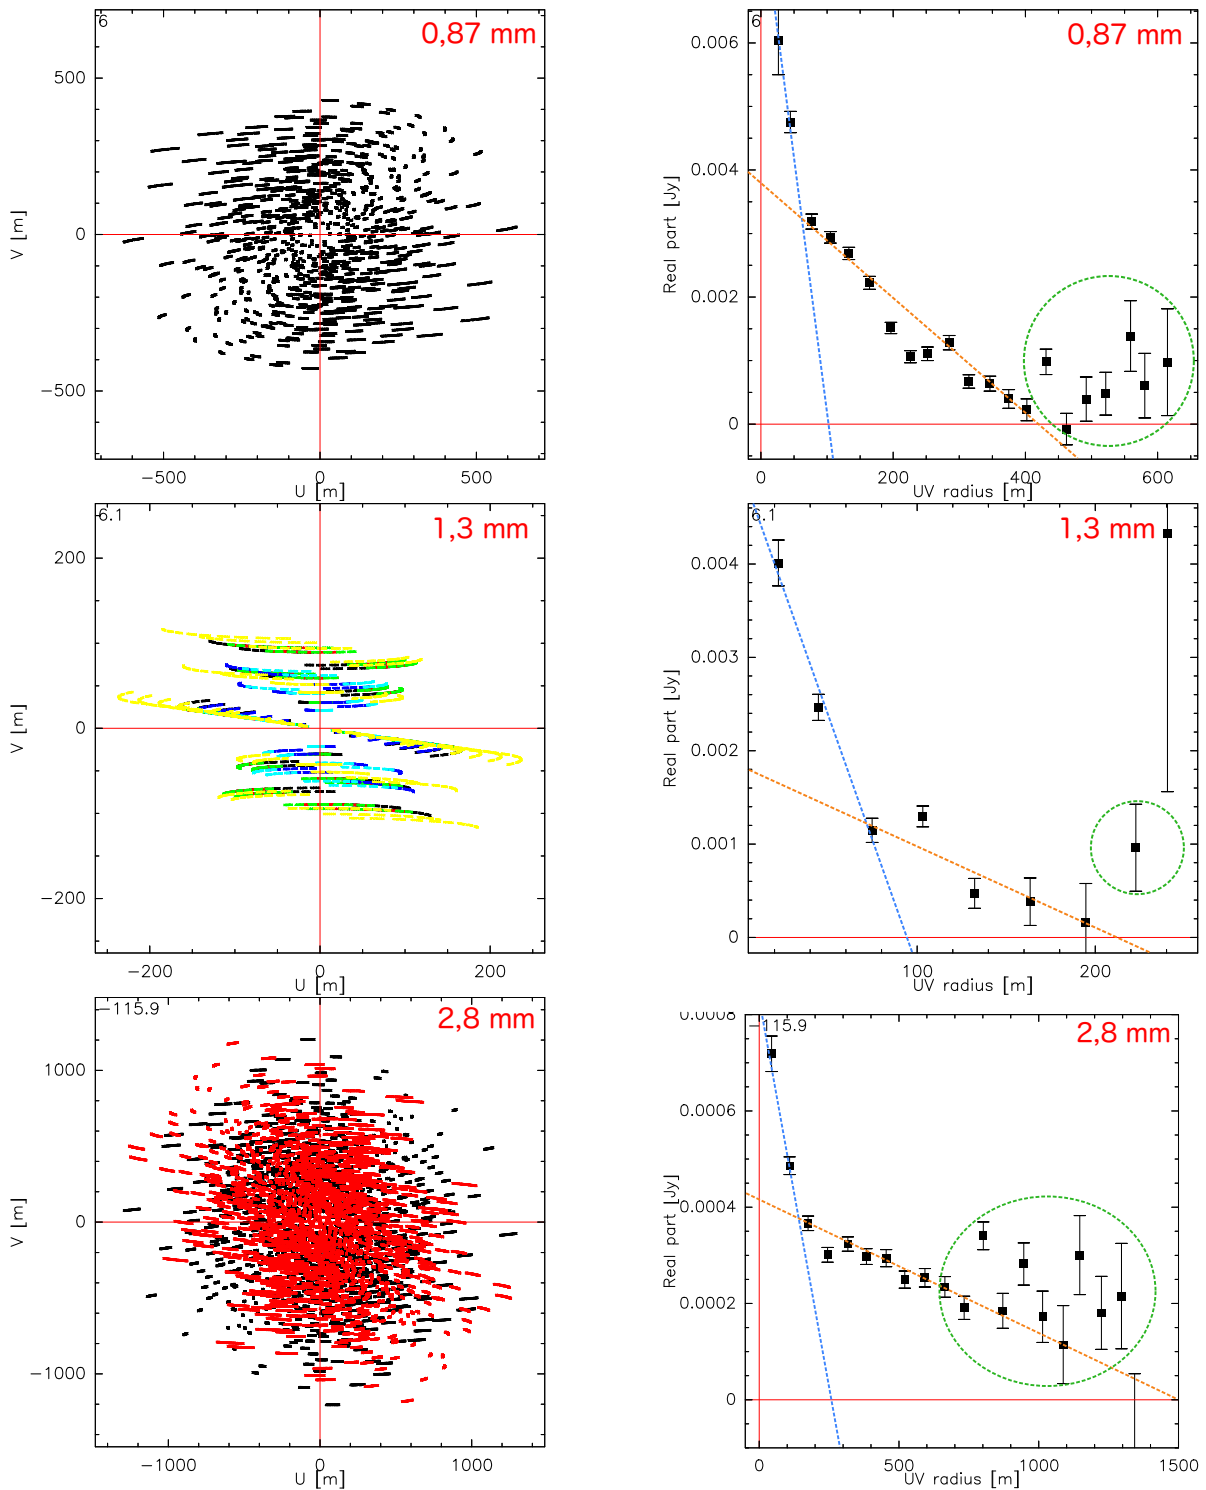 6
0,87 mm
500
0
−500
V [m]
−500
0
500
U [m]
6
0,87 mm
0.006
0.004
0.002
0
Real part [Jy]
0
200
400
600
UV radius [m]
6.1
1,3 mm
200
0
−200
V [m]
−200
0
200
U [m]
6.1
1,3 mm
0.004
0.003
0.002
0.001
0
Real part [Jy]
100
200
UV radius [m]
−115.9
2,8 mm
1000
0
−1000
V [m]
−1000
0
1000
U [m]
−115.9
2,8 mm
0.0008
0.0006
0.0004
0.0002
0
Real part [Jy]
0
500
1000
1500
UV radius [m]